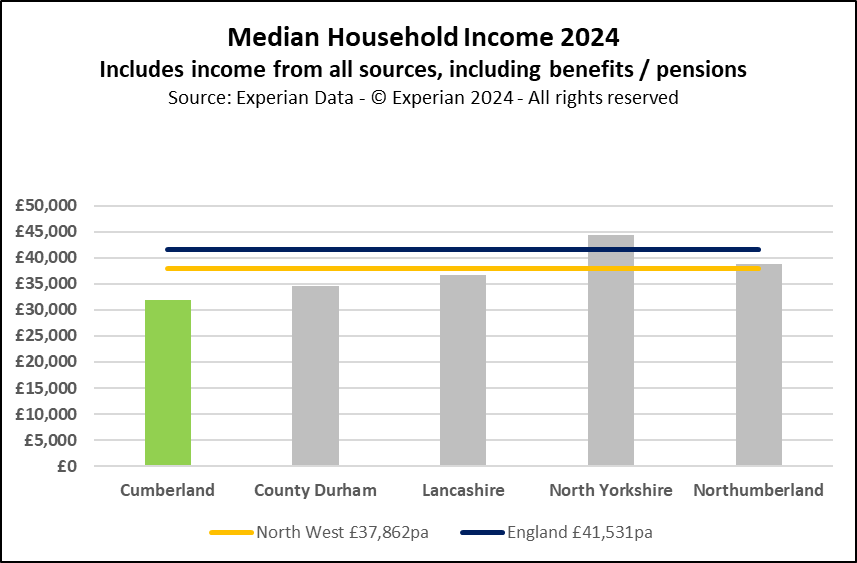 Median Household Income 2024
Includes income from all sources, including benefits / pensions
Source: Experian Data - © Experian 2024 - All rights reserved
£50,000
£45,000
£40,000
£35,000
£30,000
£25,000
£20,000
£15,000
£10,000
£5,000
£0
Cumberland County Durham Lancashire North Yorkshire Northumberland
North West £37,862pa England £41,531pa